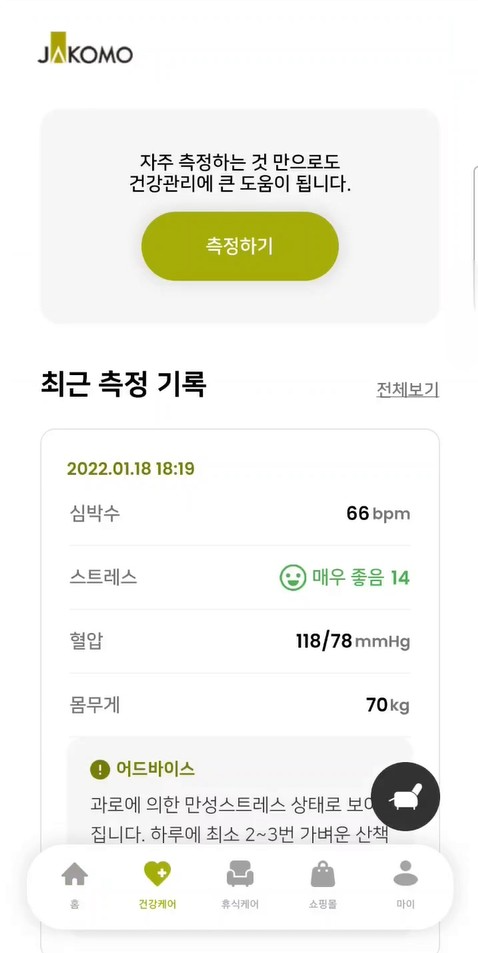 JAKOMO
자주 측정하는 것 만으로도
건강관리에 큰 도움이 됩니다.
측정하기
최근 측정 기록
전체보기
2022.01.18 18:19
심박수 66 bpm
스트레스 매우 좋음 14
혈압 118/78 mmHg
몸무게 70 kg
어드바이스
과로에 의한 만성스트레스 상태로
집니다. 하루에 최소 2~3번 가벼운 산책
홈 건강케어 휴식케어 쇼핑몰 마이